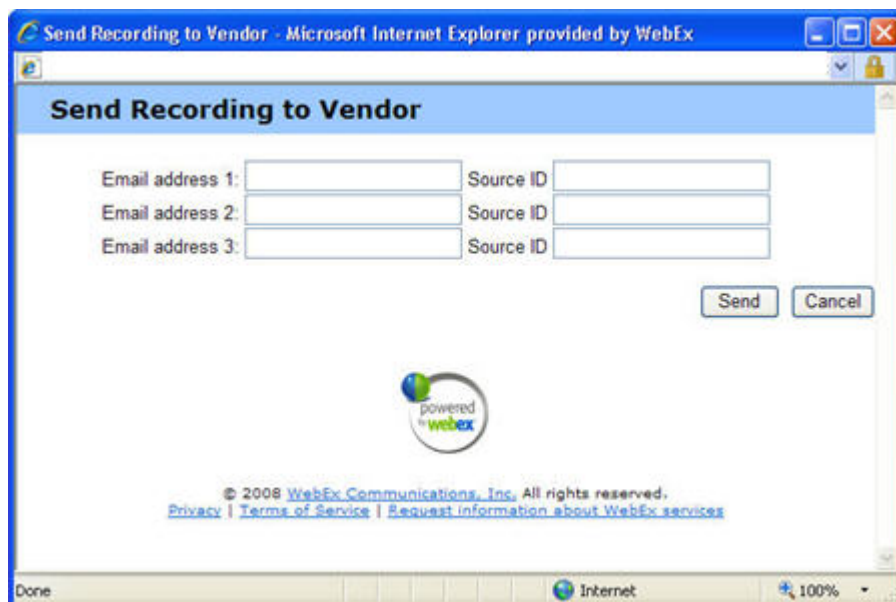 Send Recording to Vendor - Microsoft Internet Explorer provided by WebEx
Send Recording to Vendor
Email address 1: Source ID
Email address 2: Source ID
Email address 3: Source ID
Send Cancel
powered
by webex
© 2008 WebEx Communications, Inc. All rights reserved.
Privacy | Terms of Service | Request information about WebEx services
Done Internet 100%